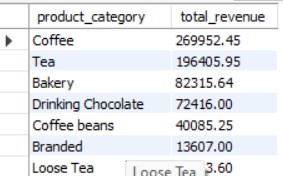 product_category total_revenue
Coffee 269952.45
Tea 196405.95
Bakery 82315.64
Drinking Chocolate 72416.00
Coffee beans 40085.25
Branded 13607.00
Loose Tea Loose Tea 3.60